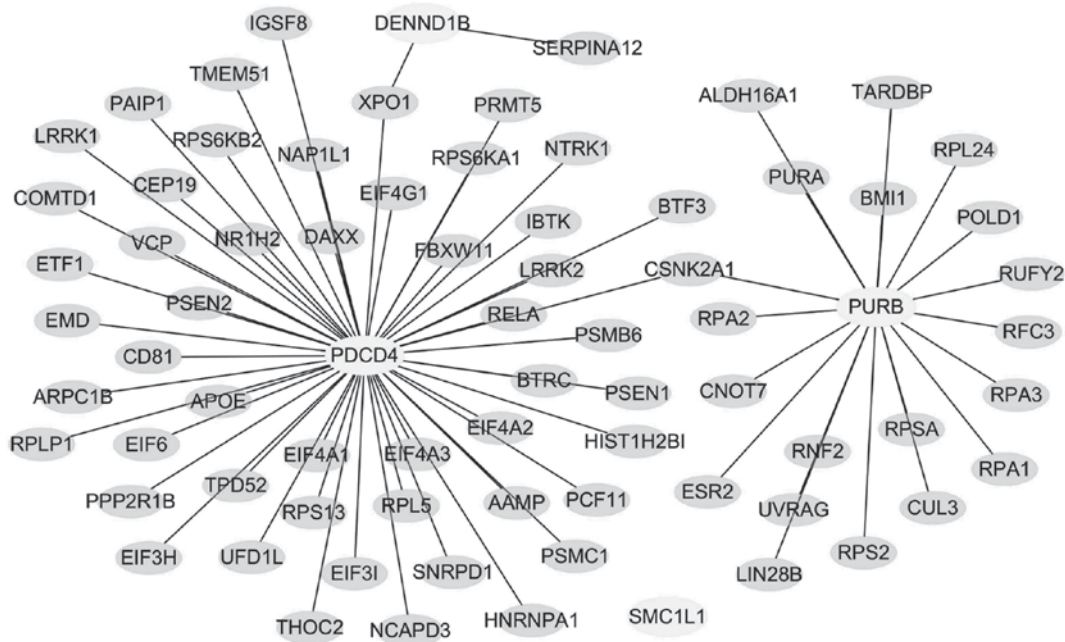 IGSF8
DENND1B
SERPINA12
TMEM51
XPO1
PRMT5
ALDH16A1
TARDBP
PAIP1
LRRK1
RPS6KB2
NAP1L1
RPS6KA1
NTRK1
RPL24
CEP19
EIF4G1
PURA
BMI1
COMTD1
BTF3
POLD1
VCP
NR1H2
DAXX
FBXW11
IBTK
ETF1
LRRK2
CSNK2A1
RUFY2
PSEN2
RELA
PURB
EMD
PSMB6
RPA2
RFC3
CD81
PDCD4
ARPC1B
APOE
BTRC
PSEN1
CNOT7
RPA3
RPLP1
EIF6
EIF4A2
HIST1H2BI
RPSA
EIF4A1
EIF4A3
RNF2
RPA1
PPP2R1B
TPD52
RPS13
RPL5
AAMP
PCF11
ESR2
UVRAG
CUL3
EIF3H
UFD1L
EIF3I
SNRPD1
PSMC1
LIN28B
RPS2
THOC2
NCAPD3
HNRNPA1
SMC1L1